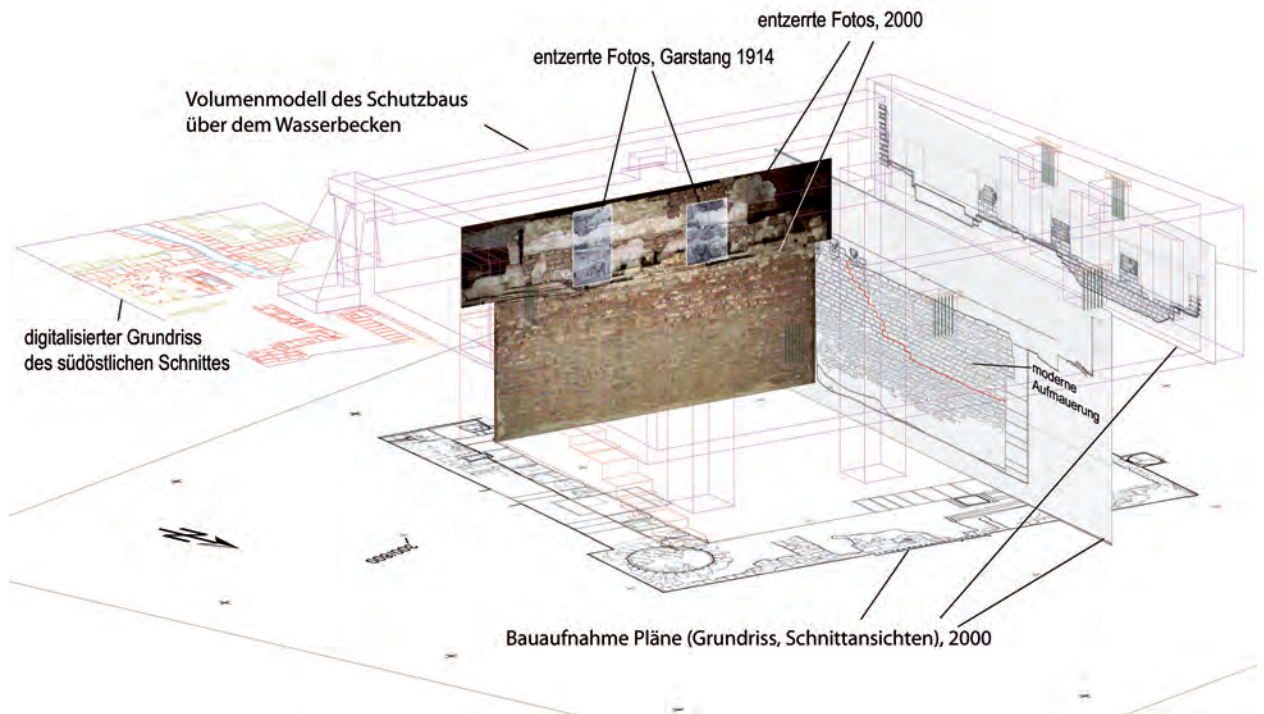 entzerrte Fotos, 2000
entzerrte Fotos, Garstang 1914
Volumenmodell des Schutzbaus
über dem Wasserbecken
digitalisierter Grundriss
des südöstlichen Schnittes
moderne
Aufmauerung
Bauaufnahme Pläne (Grundriss, Schnittansichten), 2000